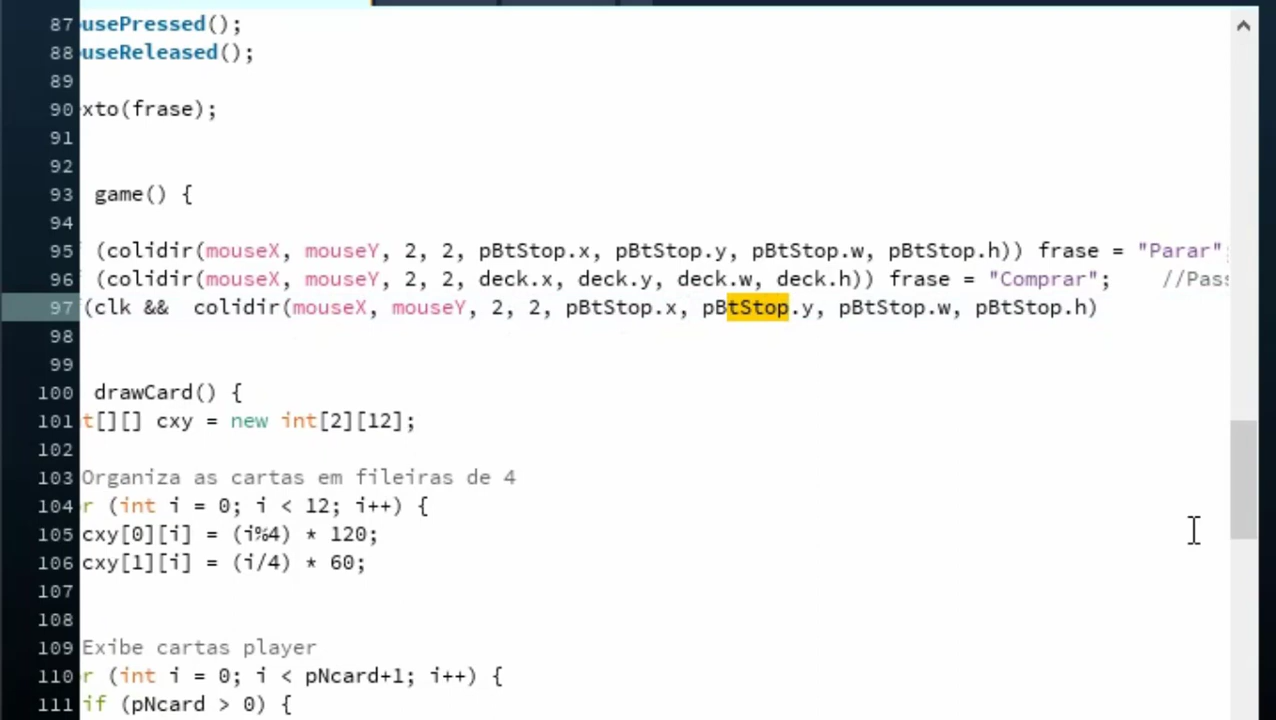 87 usePressed();
88 useReleased();
89
90 xto(frase);
91
92
93 game() {
94
95 (colidir(mouseX, mouseY, 2, 2, pBtStop.x, pBtStop.y, pBtStop.w, pBtStop.h)) frase = "Parar"
96 (colidir(mouseX, mouseY, 2, 2, deck.x, deck.y, deck.w, deck.h)) frase = "Comprar"; //Pass
97 (clk && colidir(mouseX, mouseY, 2, 2, pBtStop.x, pBtStop.y, pBtStop.w, pBtStop.h)
98
99
100 drawCard() {
101 t[][] cxy = new int[2][12];
102
103 Organiza as cartas em fileiras de 4
104 r (int i = 0; i < 12; i++) {
105 cxy[0][i] = (i%4) * 120;
106 cxy[1][i] = (i/4) * 60;
107
108
109 Exibe cartas player
110 r (int i = 0; i < pNcard+1; i++) {
111 if (pNcard > 0) {